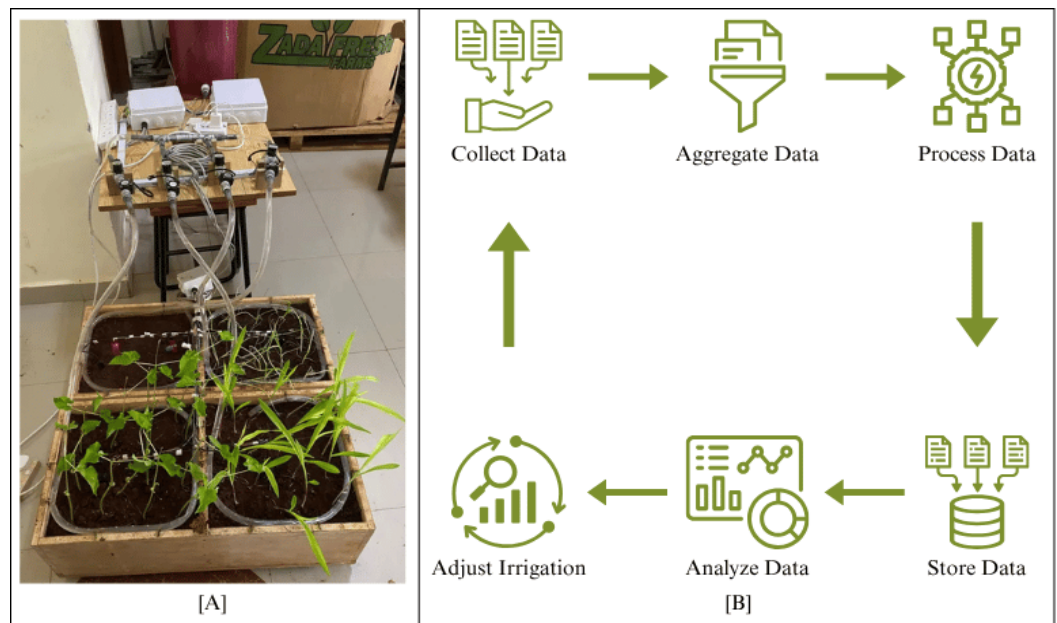 ZADA FRESH
FARMS
Collect Data
Aggregate Data
Process Data
Adjust Irrigation
Analyze Data
Store Data
[A]
[B]